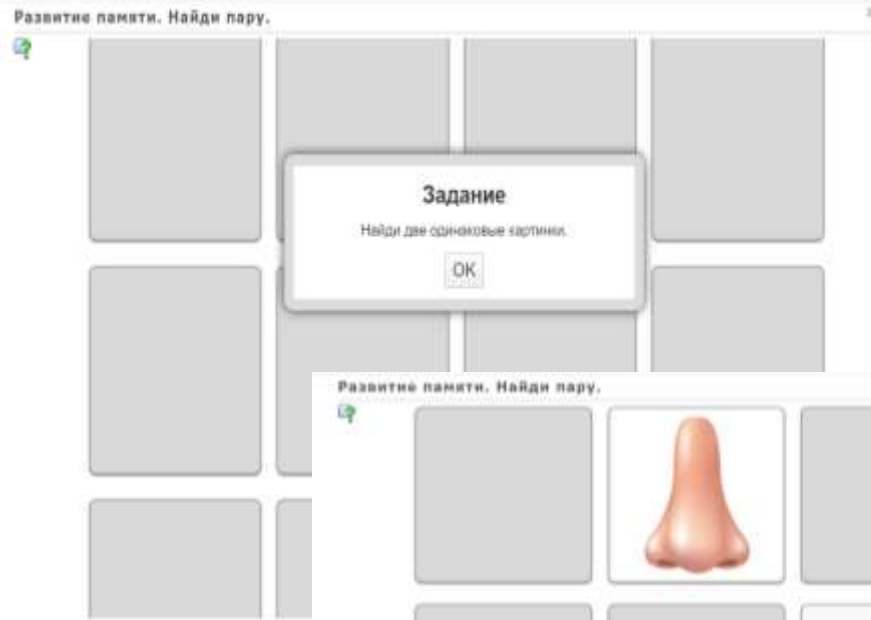 Развитие памяти. Найди пару.
Задание
Найди две одинаковые картинки.
OK
Развитие памяти. Найди пару.